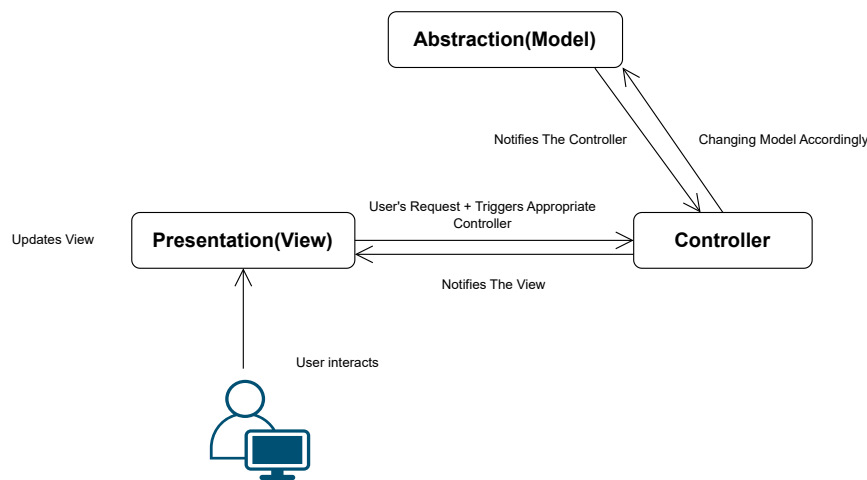 Abstraction(Model)
Notifies The Controller
Changing Model Accordingly
User's Request + Triggers Appropriate
Controller
Updates View
Presentation(View)
Controller
Notifies The View
User interacts